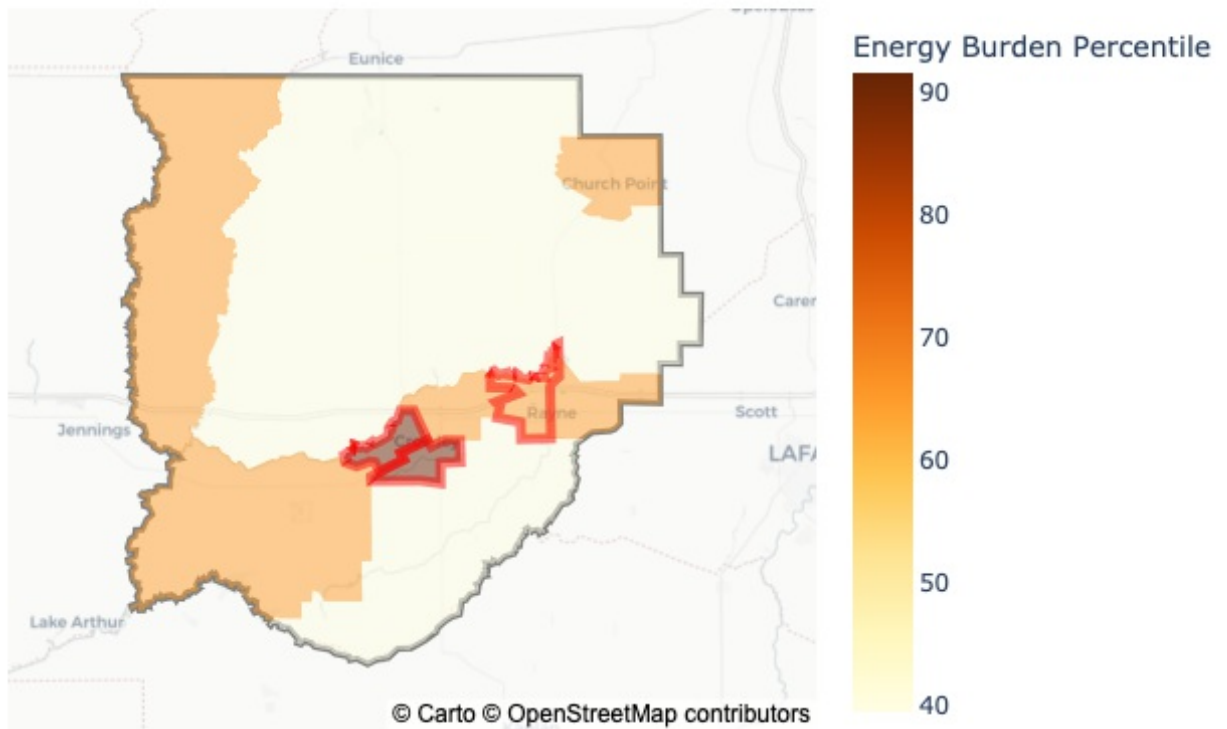 Eunice
Energy Burden Percentile
90
Church Point
80
Caren
70
Rayne
Scott
Jennings
LAFA
60
50
Lake Arthur
40
© Carto © OpenStreetMap contributors